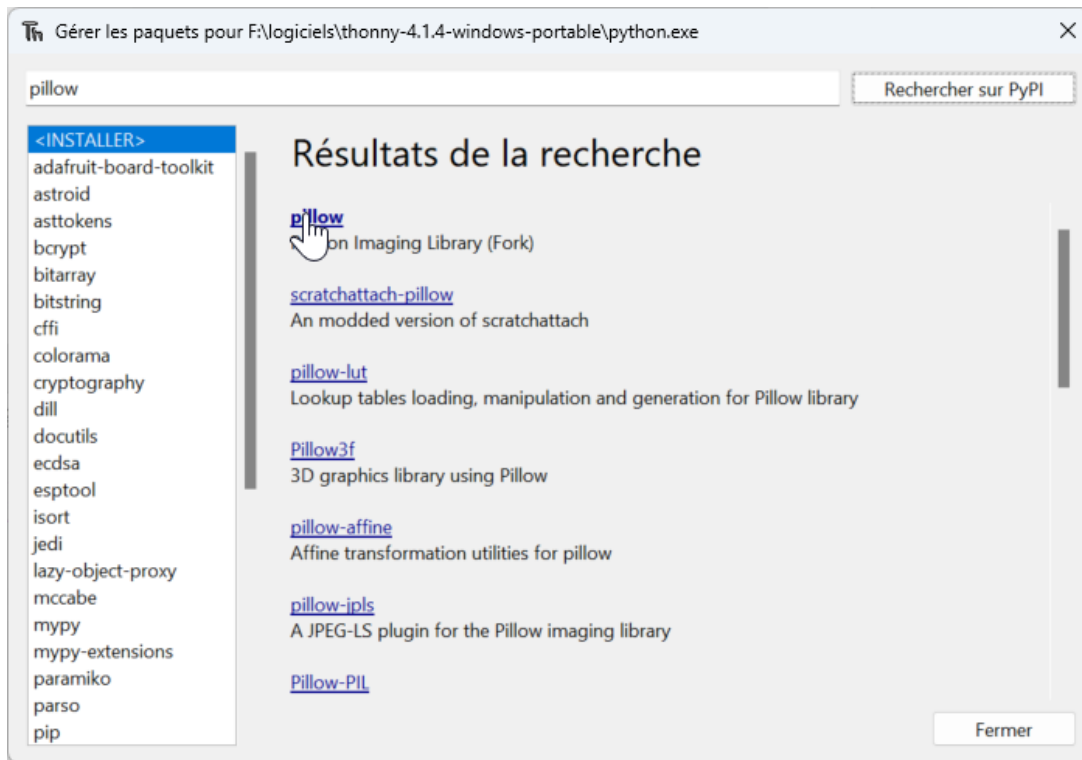 Th Gérer les paquets pour F:\logiciels\thonny-4.1.4-windows-portable\python.exe
pillow
Rechercher sur PyPI
<INSTALLER>
adafruit-board-toolkit
astroid
asttokens
bcrypt
bitarray
bitstring
cffi
colorama
cryptography
dill
docutils
ecdsa
esptool
isort
jedi
lazy-object-proxy
mccabe
mypy
mypy-extensions
paramiko
parso
pip
Résultats de la recherche
pillow
on Imaging Library (Fork)
scratchattach-pillow
An modded version of scratchattach
pillow-lut
Lookup tables loading, manipulation and generation for Pillow library
Pillow3f
3D graphics library using Pillow
pillow-affine
Affine transformation utilities for pillow
pillow-jpls
A JPEG-LS plugin for the Pillow imaging library
Pillow-PIL
Fermer